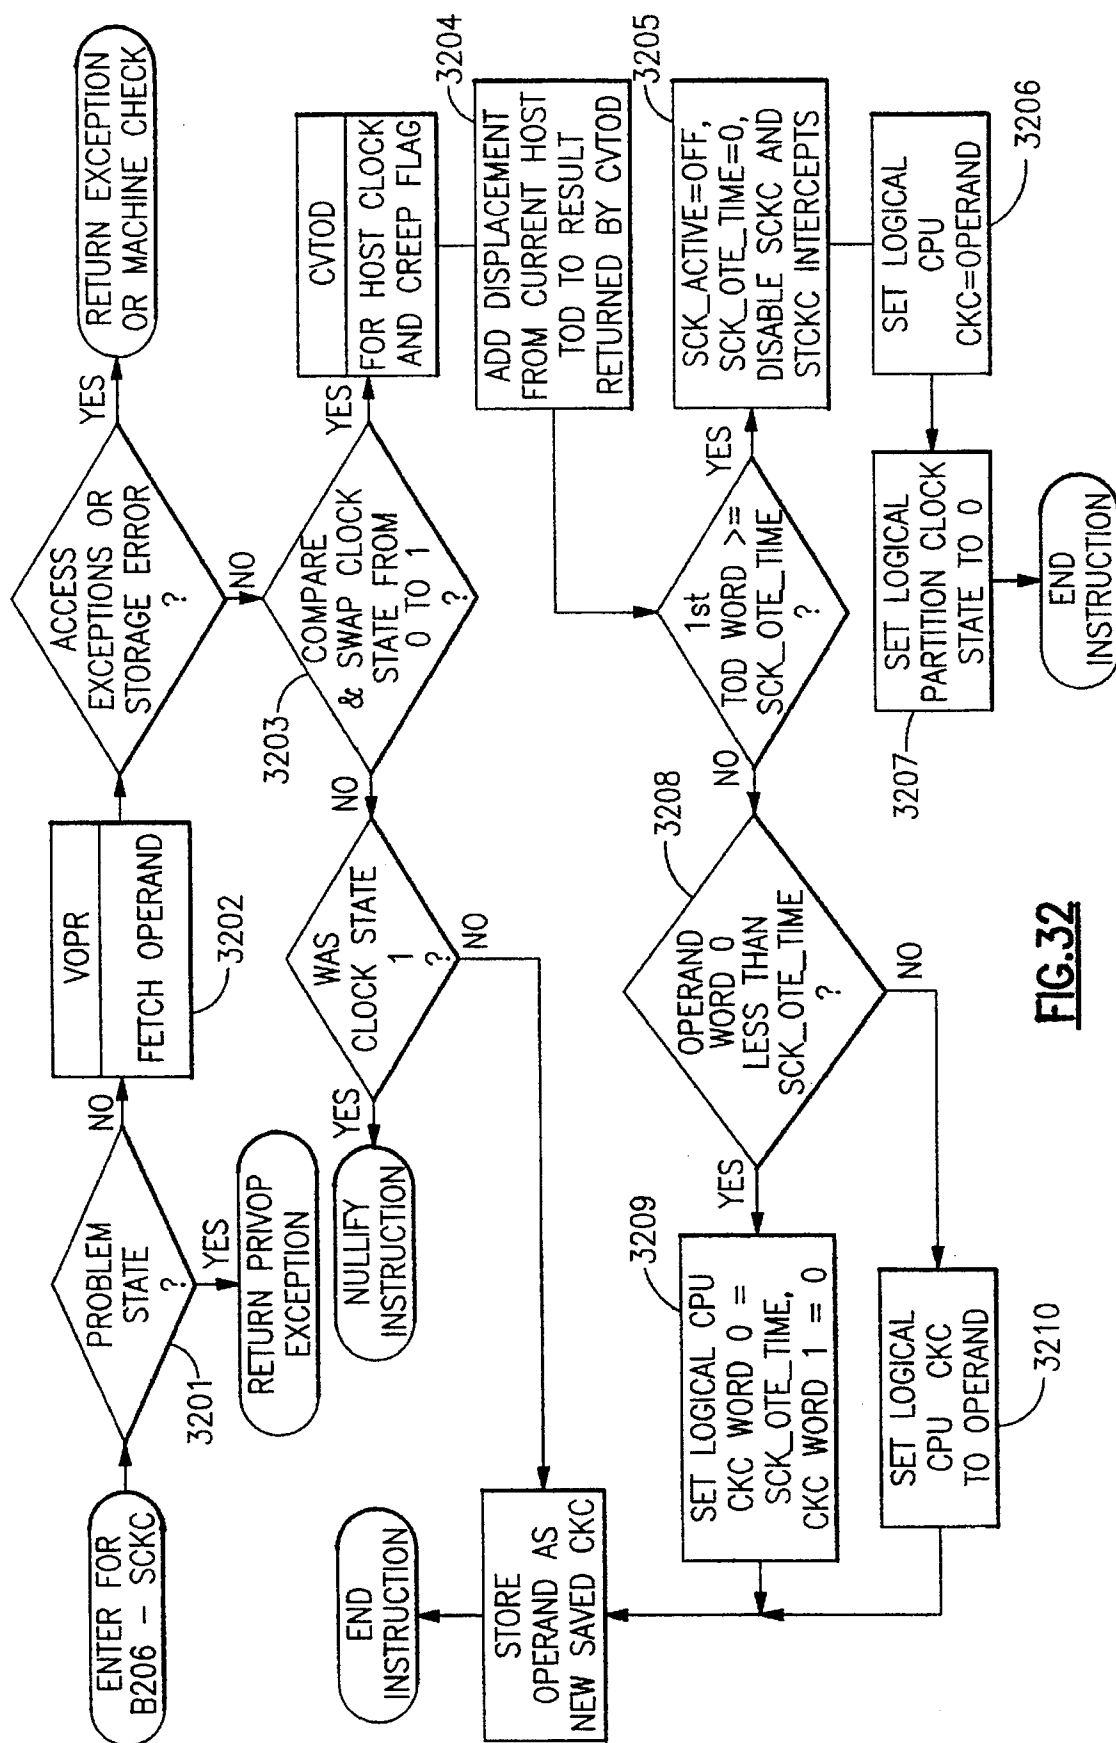 ENTER FOR
B206 – SCKC
PROBLEM
STATE
?
3201
NO
YES
RETURN PRIVOP
EXCEPTION
VOPR
FETCH OPERAND
3202
ACCESS
EXCEPTIONS OR
STORAGE ERROR
?
YES
RETURN EXCEPTION
OR MACHINE CHECK
NO
COMPARE
& SWAP CLOCK
STATE FROM
0 TO 1
?
3203
YES
CVTOD
FOR HOST CLOCK
AND CREEP FLAG
NO
WAS
CLOCK STATE
1
?
YES
NULLIFY
INSTRUCTION
NO
ADD DISPLACEMENT
FROM CURRENT HOST
TOD TO RESULT
RETURNED BY CVTOD
3204
1st
TOD WORD >=
SCK_OTE_TIME
?
YES
SCK_ACTIVE=OFF,
SCK_OTE_TIME=0,
DISABLE SCKC AND
STCKC INTERCEPTS
3205
SET LOGICAL
CPU
CKC=OPERAND
3206
SET LOGICAL
PARTITION CLOCK
STATE TO 0
3207
END
INSTRUCTION
NO
OPERAND
WORD 0
LESS THAN
SCK_OTE_TIME
?
3208
YES
SET LOGICAL CPU
CKC WORD 0 =
SCK_OTE_TIME,
CKC WORD 1 = 0
3209
NO
SET LOGICAL
CPU CKC
TO OPERAND
3210
STORE
OPERAND AS
NEW SAVED CKC
END
INSTRUCTION
FIG.32